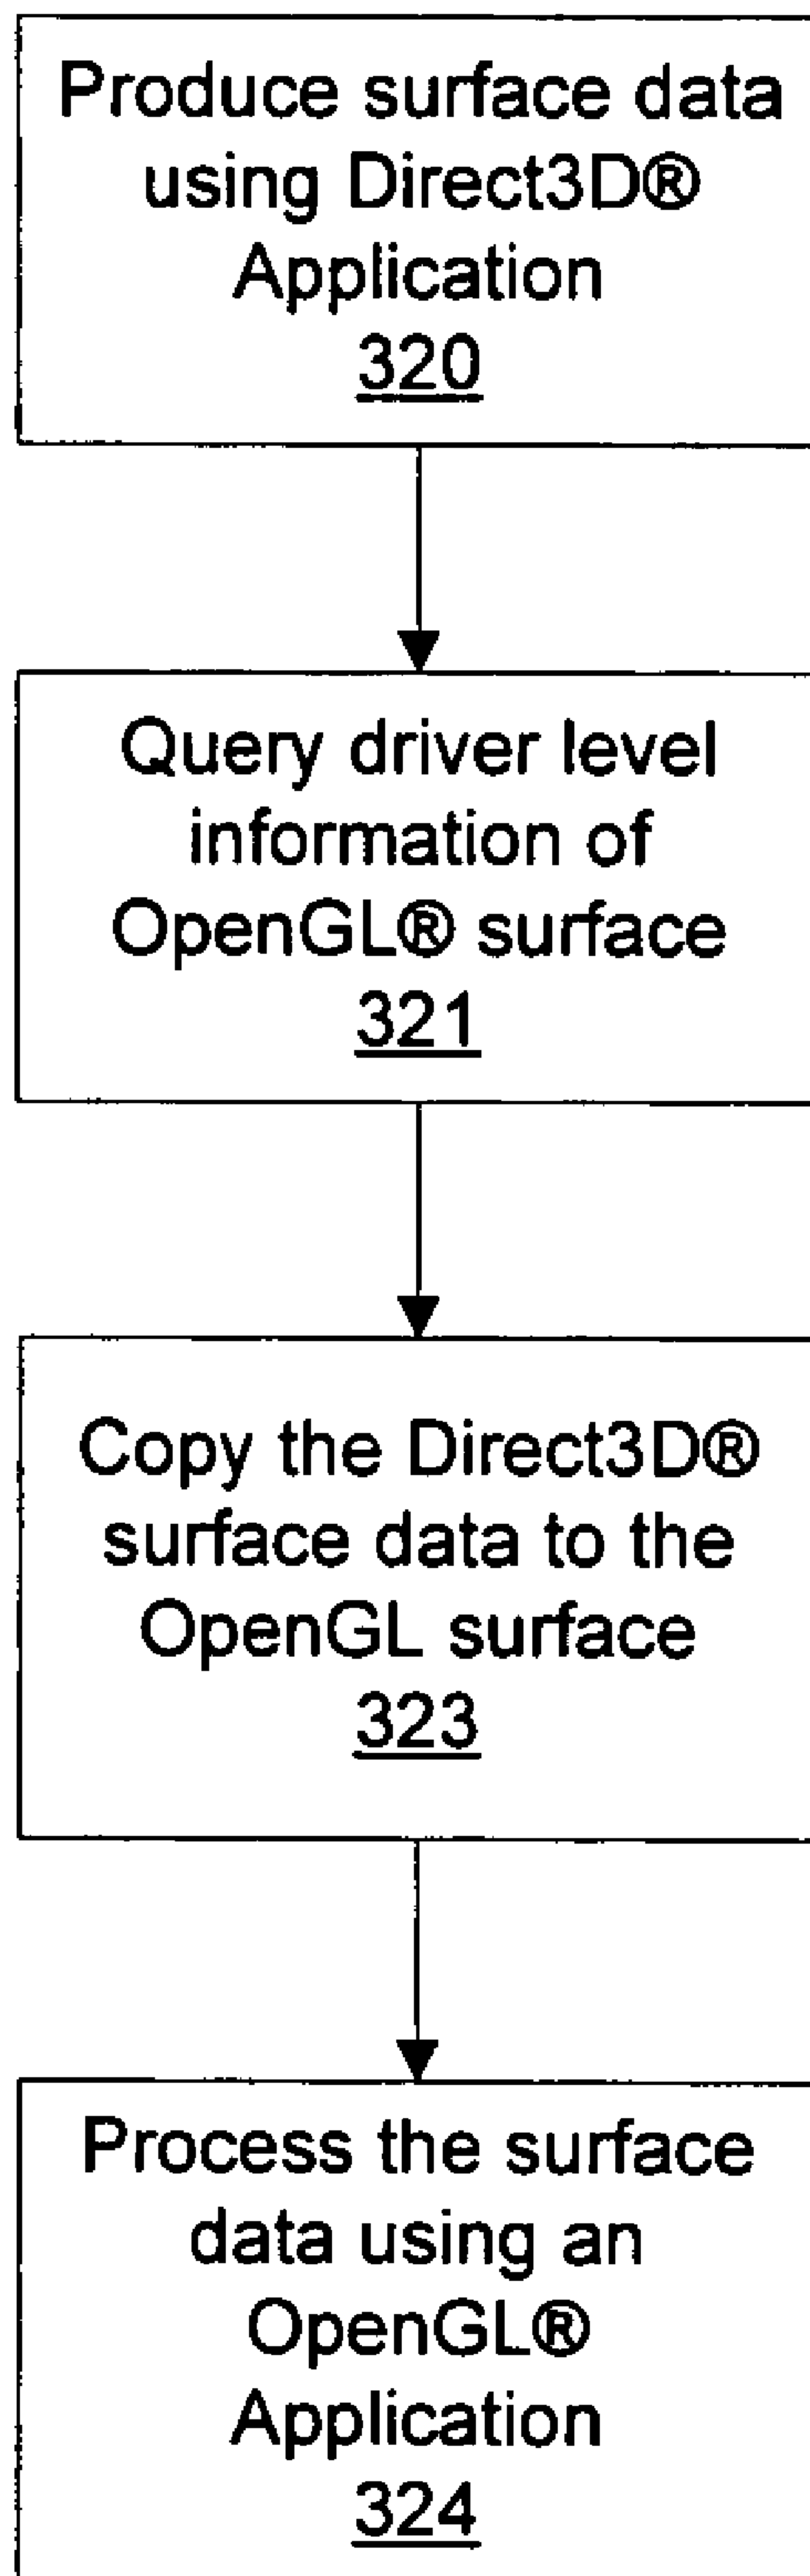 Produce surface data
using Direct3D®
Application
320
Query driver level
information of
OpenGL® surface
321
Copy the Direct3D®
surface data to the
OpenGL surface
323
Process the surface
data using an
OpenGL®
Application
324